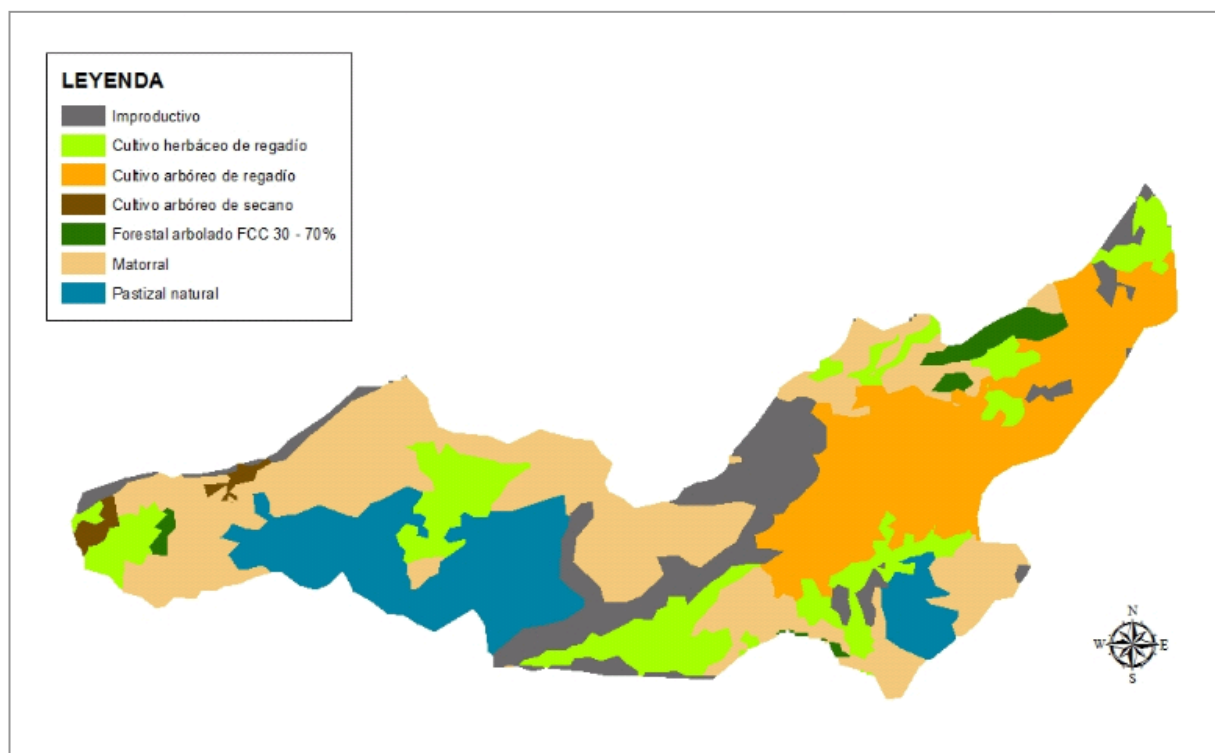 LEYENDA
Improductivo
Cultivo herbáceo de regadío
Cultivo arbóreo de regadío
Cultivo arbóreo de secano
Forestal arbolado FCC 30 - 70%
Matorral
Pastizal natural
N
W E
S